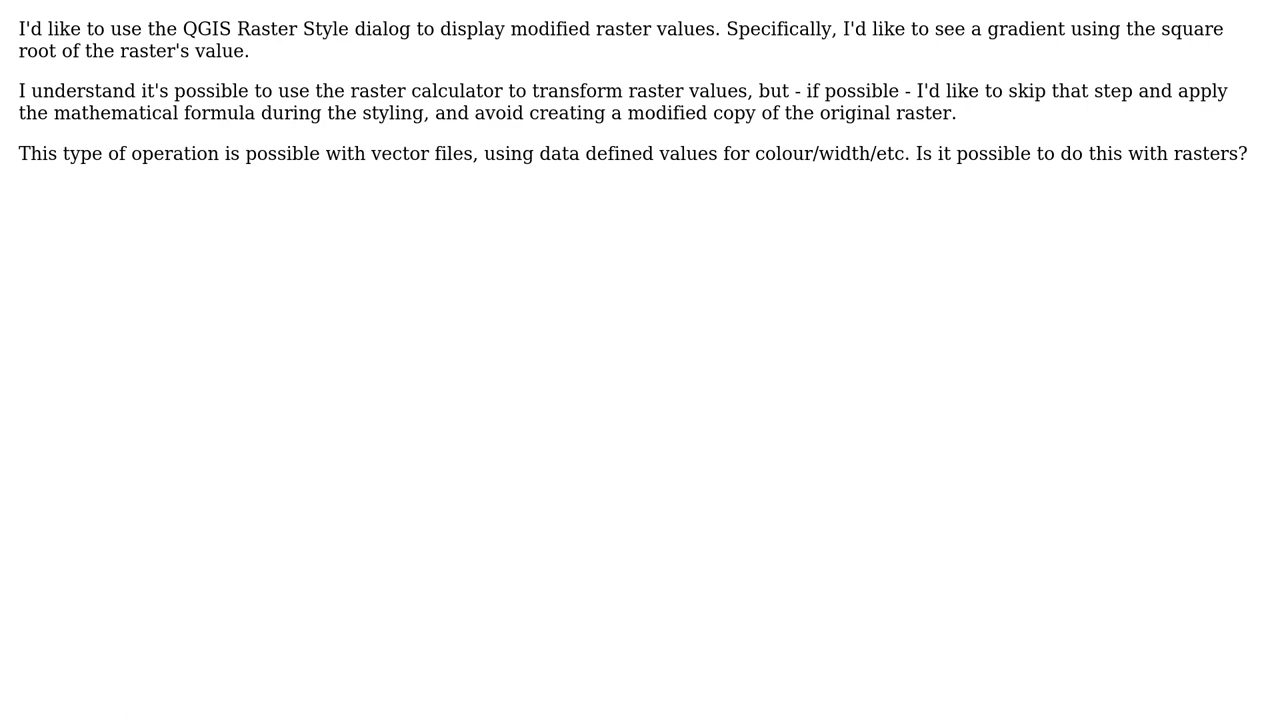 I'd like to use the QGIS Raster Style dialog to display modified raster values. Specifically, I'd like to see a gradient using the square
root of the raster's value.
I understand it's possible to use the raster calculator to transform raster values, but - if possible - I'd like to skip that step and apply
the mathematical formula during the styling, and avoid creating a modified copy of the original raster.
This type of operation is possible with vector files, using data defined values for colour/width/etc. Is it possible to do this with rasters?